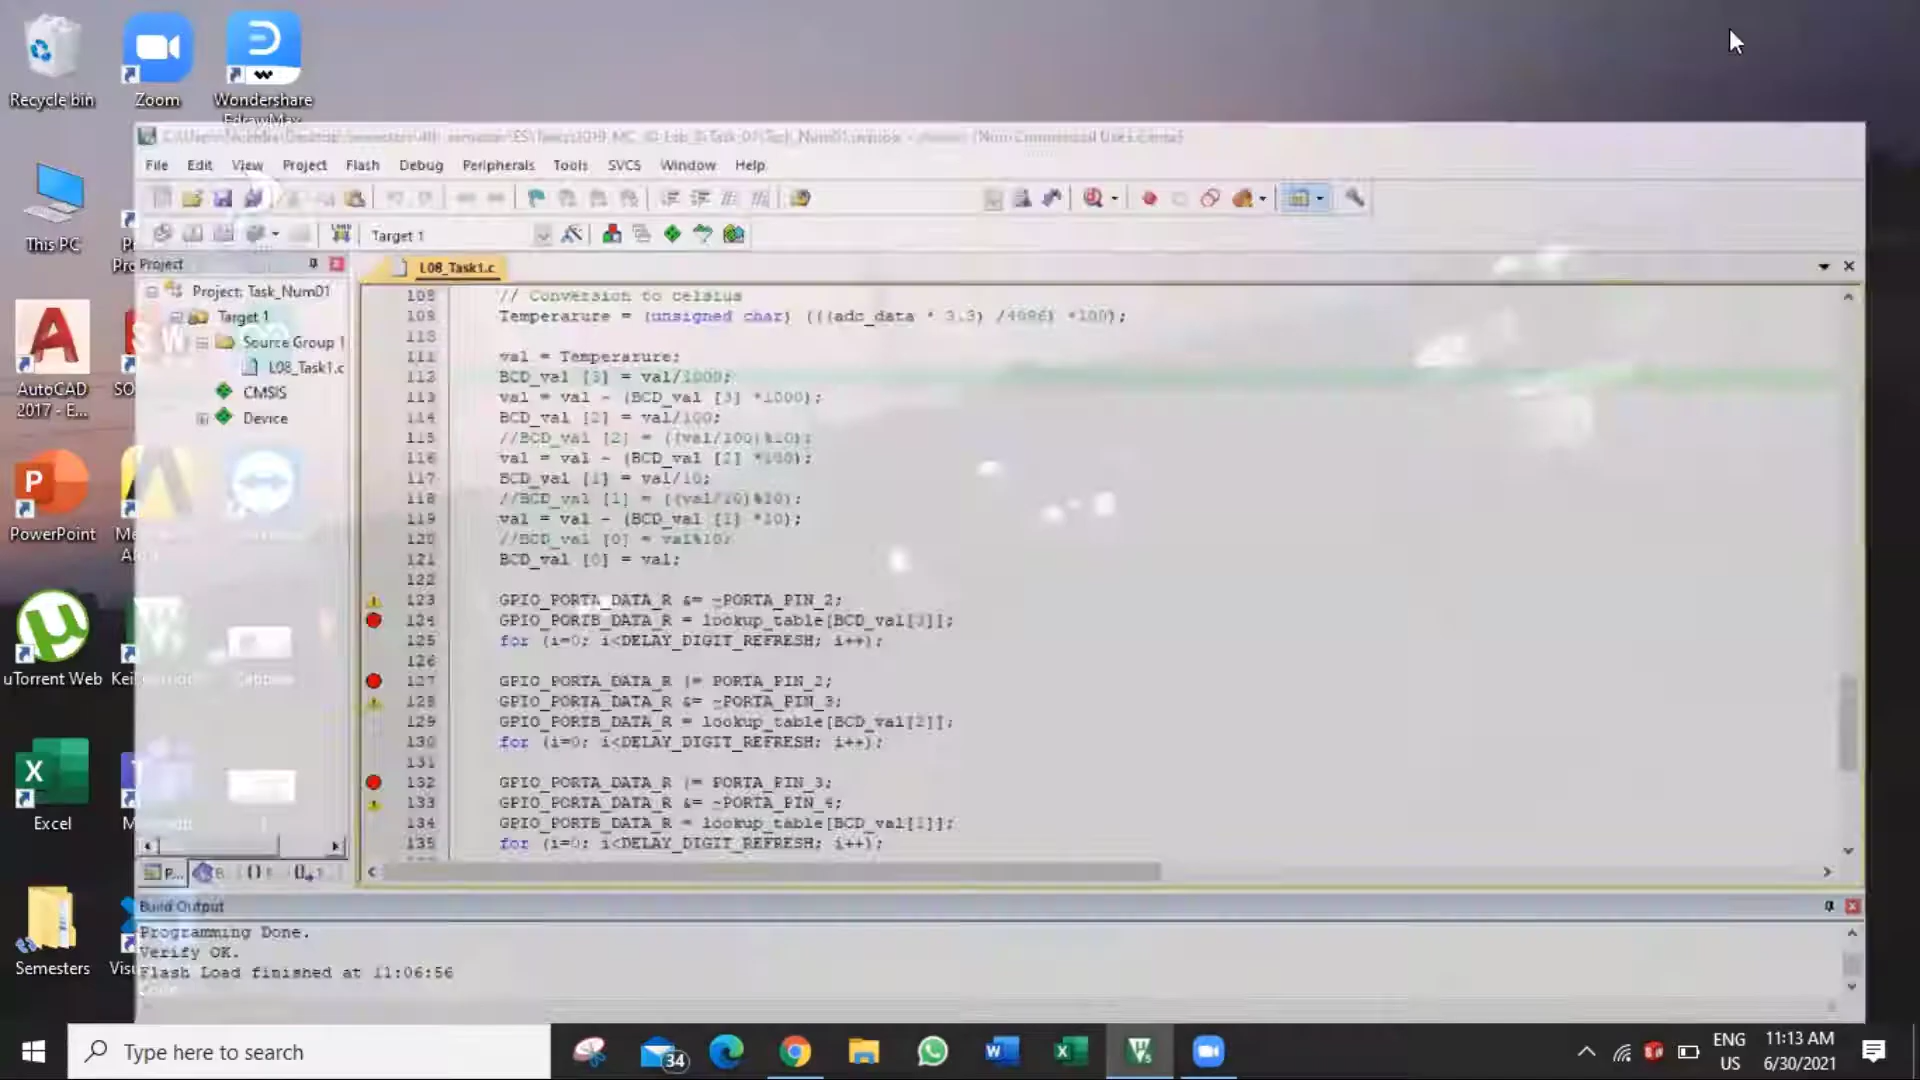 Recycle bin
Zoom
Wondershare
EdrawMax
This PC
AutoCAD
2017 - E...
PowerPoint
uTorrent Web
Excel
Semesters
File Edit View Project Flash Debug Peripherals Tools SVCS Window Help
Target 1
Project
L08_Task1.c
Project: Task_Num01
Target 1
Source Group 1
L08_Task1.c
CMSIS
Device
108 // Conversion to celsius
109 Temperature = (unsigned char) (((adc_data * 3.3) /4096) *100);
110
111 val = Temperature;
112 BCD_val [3] = val/1000;
113 val = val - (BCD_val [3] *1000);
114 BCD_val [2] = val/100;
115 //BCD_val [2] = ((val/100)%10);
116 val = val - (BCD_val [2] *100);
117 BCD_val [1] = val/10;
118 //BCD_val [1] = ((val/10)%10);
119 val = val - (BCD_val [1] *10);
120 //BCD_val [0] = val%10;
121 BCD_val [0] = val;
122
123 GPIO_PORTA_DATA_R &= ~PORTA_PIN_2;
124 GPIO_PORTB_DATA_R = lookup_table[BCD_val[3]];
125 for (i=0; i<DELAY_DIGIT_REFRESH; i++);
126
127 GPIO_PORTA_DATA_R |= PORTA_PIN_2;
128 GPIO_PORTA_DATA_R &= ~PORTA_PIN_3;
129 GPIO_PORTB_DATA_R = lookup_table[BCD_val[2]];
130 for (i=0; i<DELAY_DIGIT_REFRESH; i++);
131
132 GPIO_PORTA_DATA_R |= PORTA_PIN_3;
133 GPIO_PORTA_DATA_R &= ~PORTA_PIN_4;
134 GPIO_PORTB_DATA_R = lookup_table[BCD_val[1]];
135 for (i=0; i<DELAY_DIGIT_REFRESH; i++);
P...
Build Output
Programming Done.
Verify OK.
Flash Load finished at 11:06:56
Type here to search
34
ENG
US
11:13 AM
6/30/2021